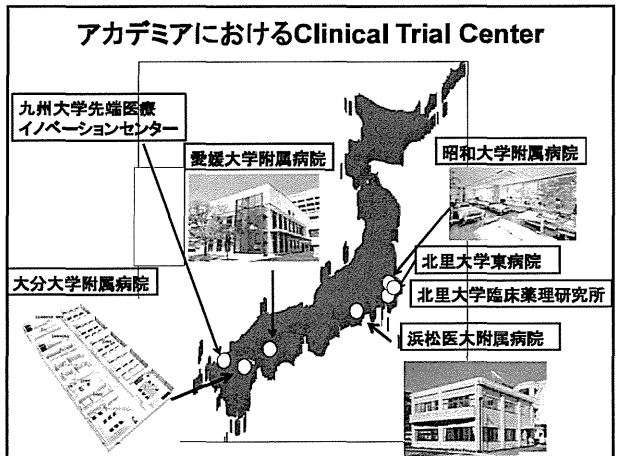 アカデミアにおけるClinical Trial Center
九州大学先端医療
イノベーションセンター
愛媛大学附属病院
昭和大学附属病院
大分大学附属病院
北里大学東病院
北里大学臨床薬理研究所
浜松医大附属病院